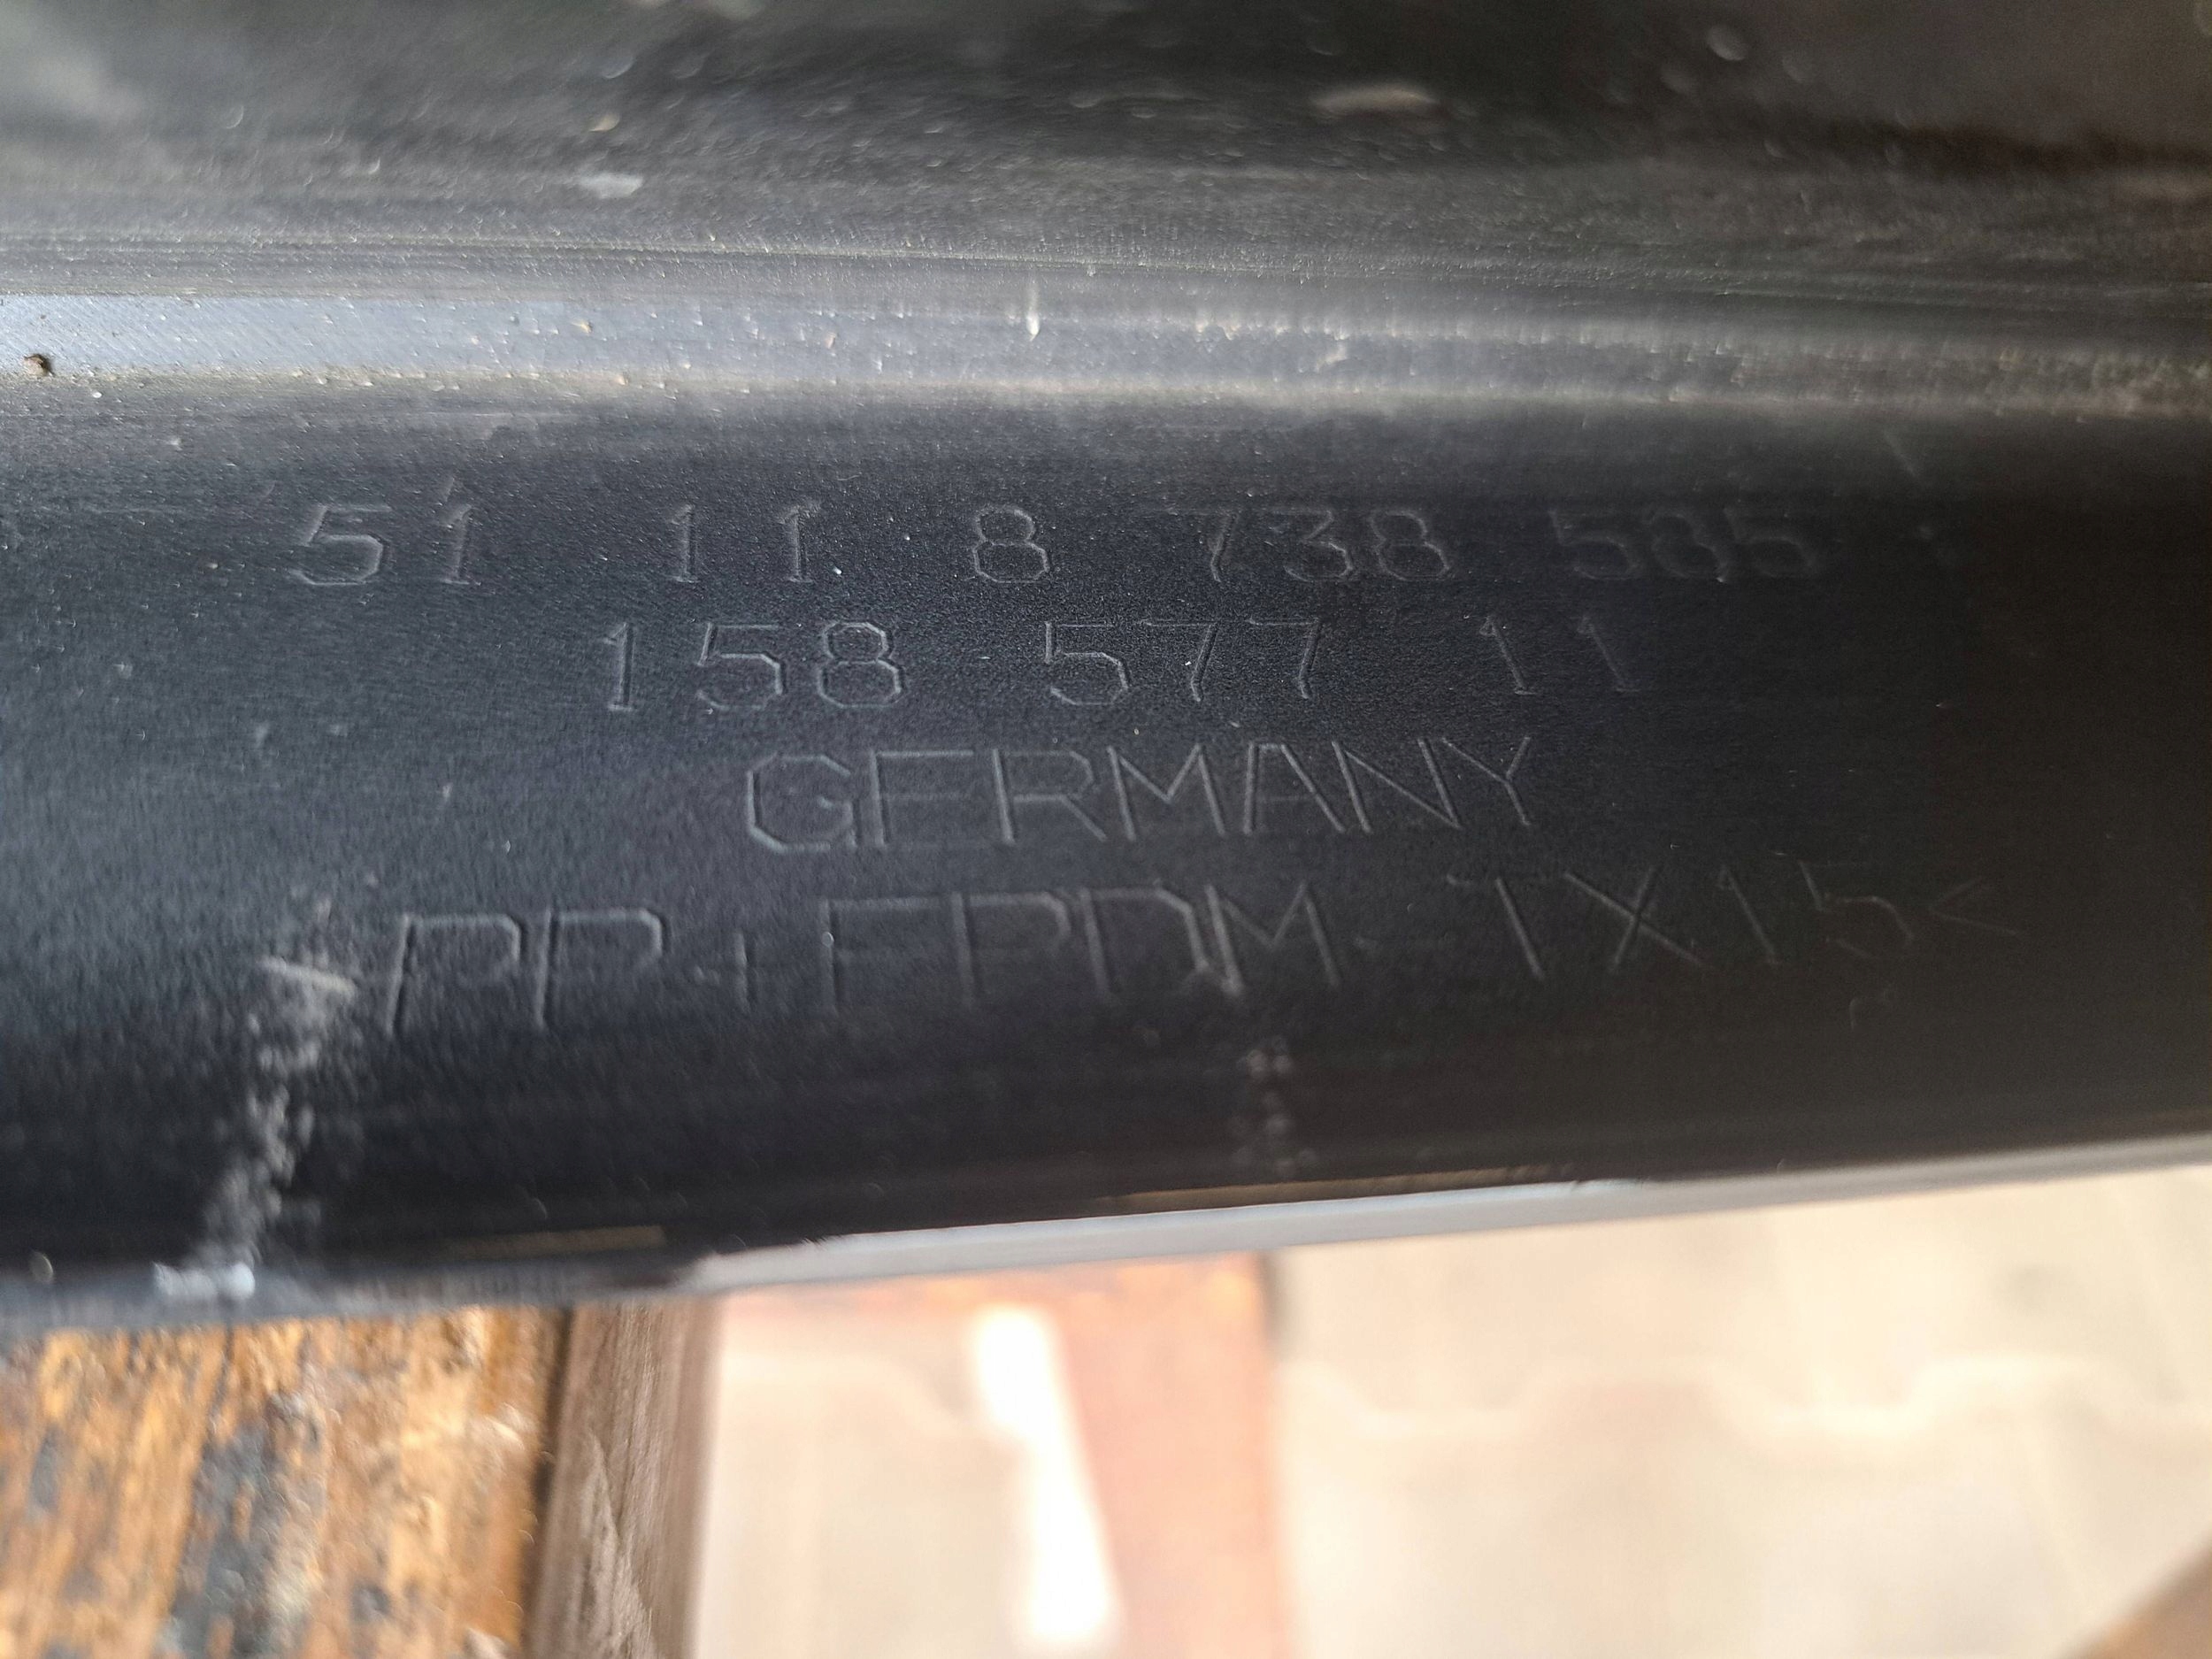 51 11 8 738 585
158 577 11
GERMANY
PP+EPDM-TX15<